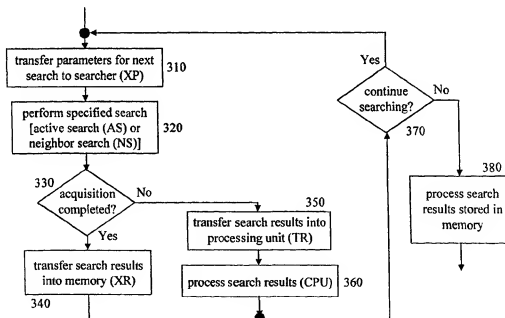 transfer parameters for next
search to searcher (XP)
310
perform specified search
[active search (AS) or
neighbor search (NS)]
320
330
acquisition
completed?
No
Yes
transfer search results
into memory (XR)
340
350
transfer search results into
processing unit (TR)
process search results (CPU)
360
Yes
continue
searching?
No
370
380
process search
results stored in
memory